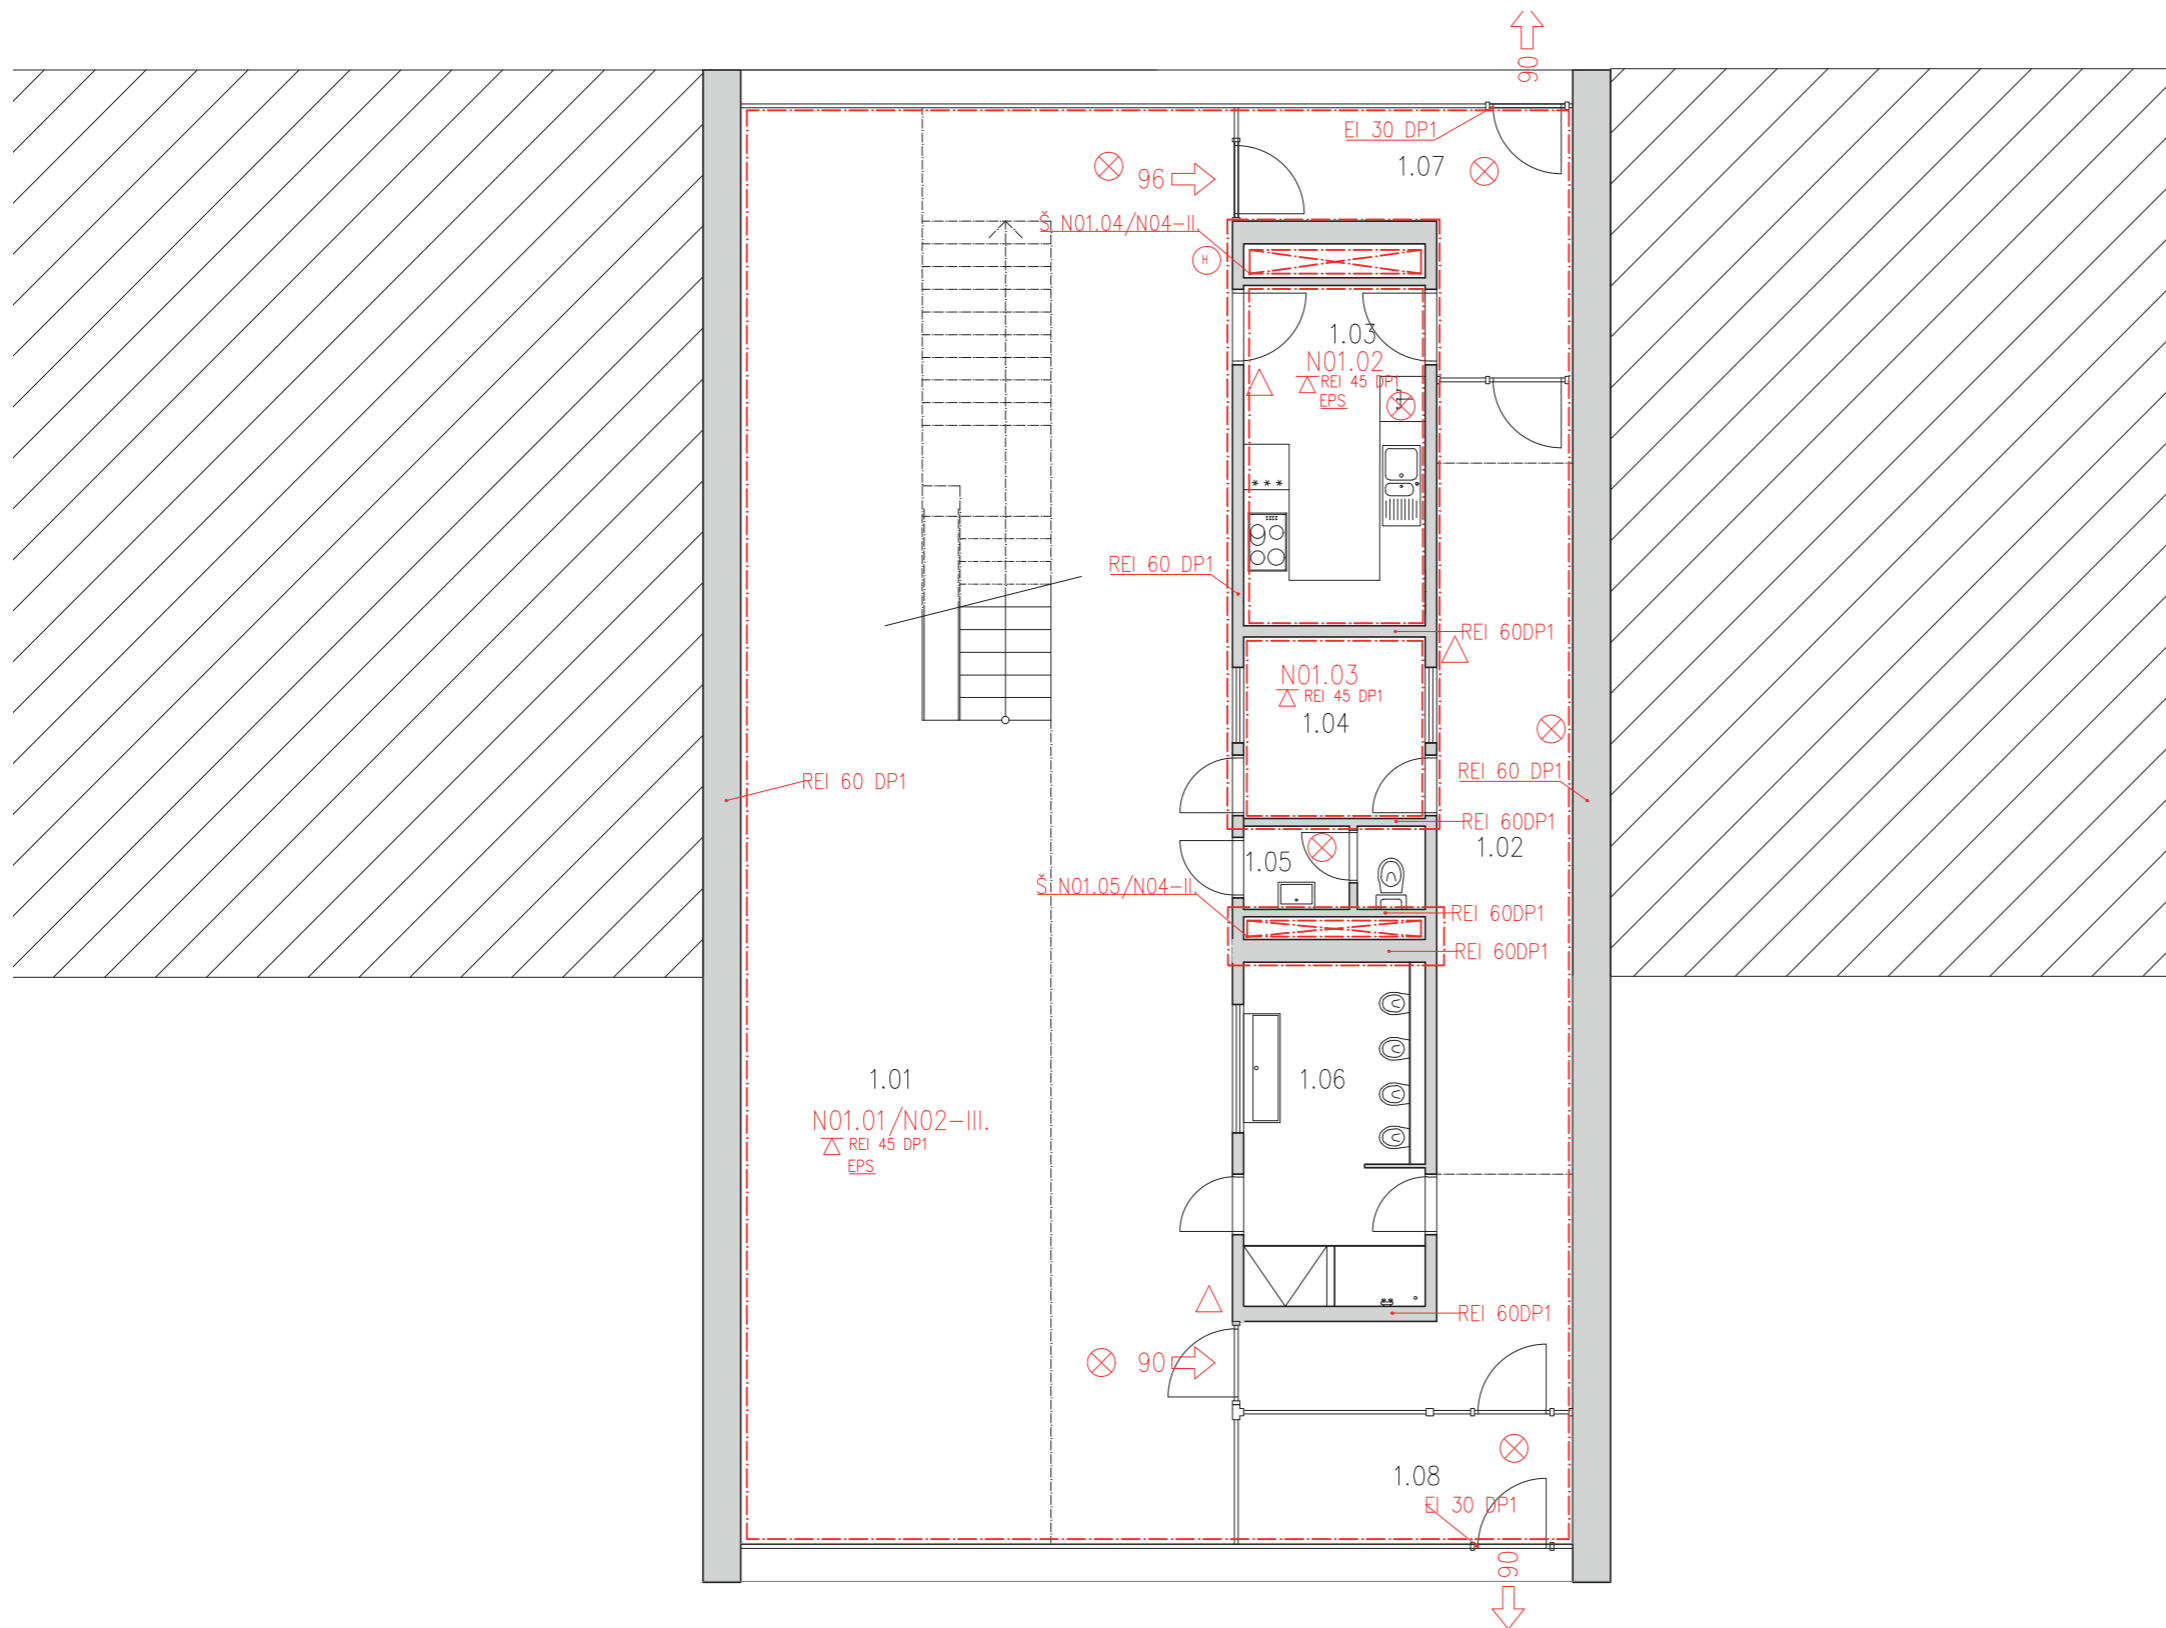 90
EI 30 DP1
1.07
96
Š N01.04/N04-II.
H
1.03
N01.02
REI 45 DP1
EPS
***
REI 60 DP1
REI 60DP1
N01.03
REI 45 DP1
1.04
REI 60 DP1
REI 60 DP1
REI 60DP1
1.02
1.05
Š N01.05/N04-II.
REI 60DP1
REI 60DP1
1.01
1.06
N01.01/N02-III.
REI 45 DP1
EPS
REI 60DP1
90
1.08
EI 30 DP1
90